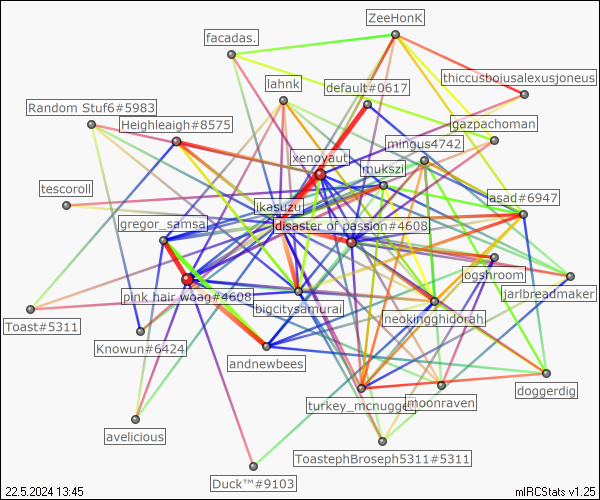 ZeeHonK
facadas.
thiccusboiusalexusjoneus
lahnk
default#0617
Random Stuf6#5983
Heighleaigh#8575
gazpachoman
mingus4742
xenoyaut
mukszi
tescoroll
asad#6947
ikasuzu
gregor_samsa
disaster of passion#4608
ogshroom
jarlbreadmaker
pink hair woag#4608
bigcitysamurai
neokingghidorah
Toast#5311
Knowun#6424
andnewbees
doggerdig
turkey_mcnugget
moonraven
avelicious
ToastephBroseph5311#5311
Duck™#9103
22.5.2024 13:45
mIRCStats v1.25